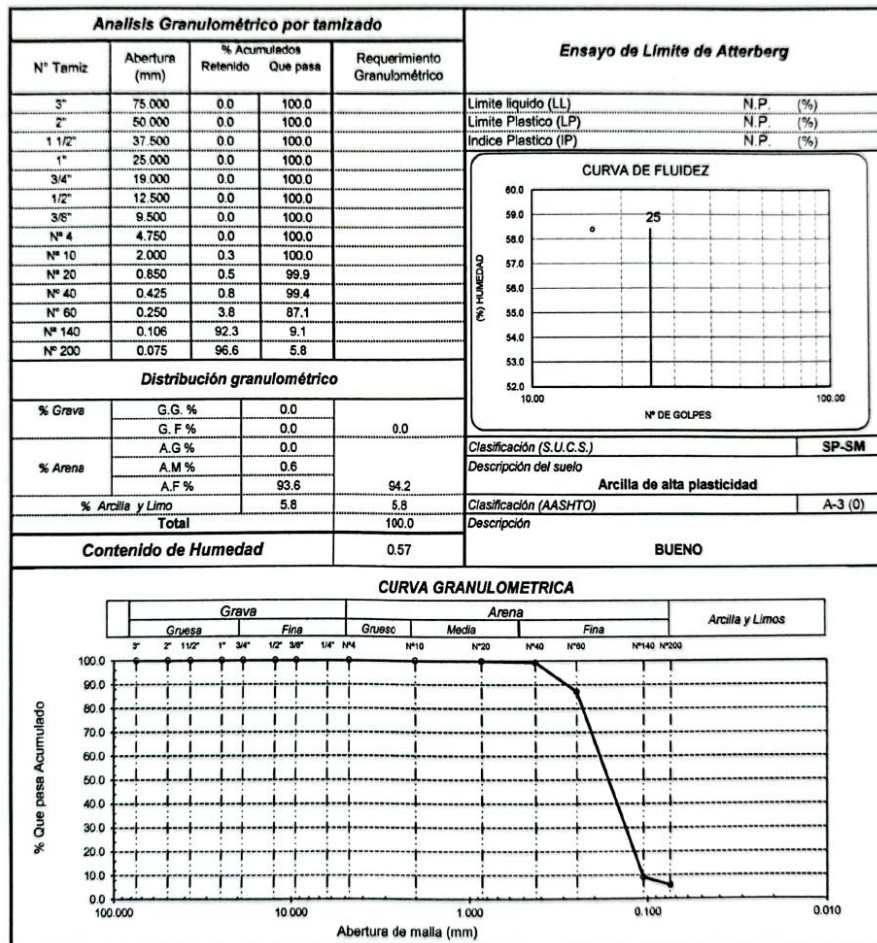 Analisis Granulométrico por tamizado
N° Tamiz Abertura (mm) % Acumulados Retenido Que pasa Requerimiento Granulométrico
3" 75.000 0.0 100.0
2" 50.000 0.0 100.0
1 1/2" 37.500 0.0 100.0
1" 25.000 0.0 100.0
3/4" 19.000 0.0 100.0
1/2" 12.500 0.0 100.0
3/8" 9.500 0.0 100.0
Nº 4 4.750 0.0 100.0
Nº 10 2.000 0.3 100.0
Nº 20 0.850 0.5 99.9
Nº 40 0.425 0.8 99.4
Nº 60 0.250 3.8 87.1
Nº 140 0.106 92.3 9.1
Nº 200 0.075 96.6 5.8
Distribución granulométrico
% Grava G.G. % 0.0
G. F % 0.0 0.0
% Arena A.G % 0.0
A.M % 0.6
A.F % 93.6 94.2
% Arcilla y Limo 5.8 5.8
Total 100.0
Contenido de Humedad 0.57
Ensayo de Límite de Atterberg
Limite liquido (LL) N.P. (%)
Limite Plastico (LP) N.P. (%)
Indice Plastico (IP) N.P. (%)
CURVA DE FLUIDEZ
60.0
59.0
58.0
57.0
56.0
55.0
54.0
53.0
52.0
(%) HUMEDAD
25
10.00 100.00
Nº DE GOLPES
Clasificación (S.U.C.S.) SP-SM
Descripción del suelo
Arcilla de alta plasticidad
Clasificación (AASHTO) A-3 (0)
Descripción
BUENO
CURVA GRANULOMETRICA
Grava Arena Arcilla y Limos
Gruesa Fina Grueso Media Fina
3" 2" 11/2" 1" 3/4" 1/2" 3/8" 1/4" N°4 N°10 N°20 N°40 N°60 N°140 N°200
100.0
90.0
80.0
70.0
60.0
50.0
40.0
30.0
20.0
10.0
0.0
% Que pasa Acumulado
100.000 10.000 1.000 0.100 0.010
Abertura de malla (mm)